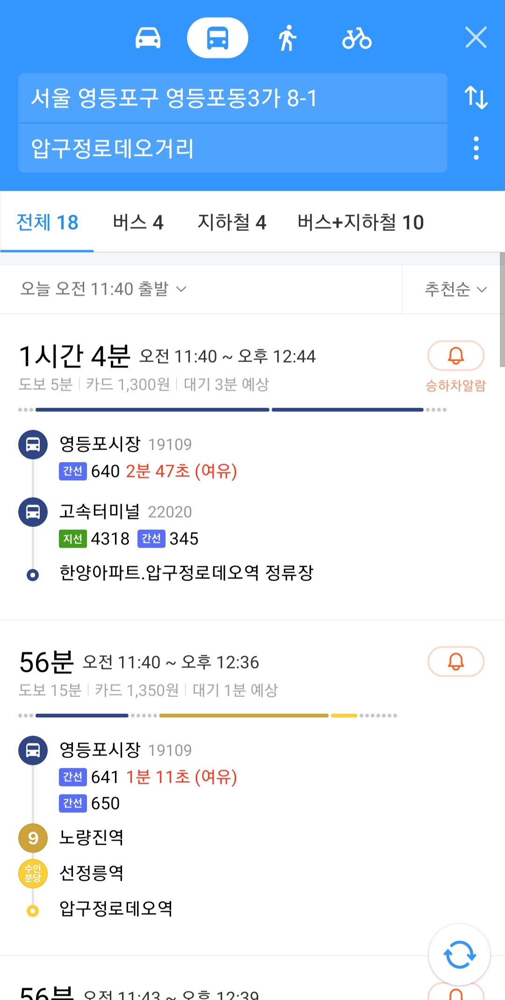 서울 영등포구 영등포동3가 8-1
압구정로데오거리
전체 18 버스 4 지하철 4 버스+지하철 10
오늘 오전 11:40 출발 추천순
1시간 4분 오전 11:40 ~ 오후 12:44
도보 5분 카드 1,300원 대기 3분 예상 승하차알람
영등포시장 19109
간선 640 2분 47초 (여유)
고속터미널 22020
지선 4318 간선 345
한양아파트.압구정로데오역 정류장
56분 오전 11:40 ~ 오후 12:36
도보 15분 카드 1,350원 대기 1분 예상
영등포시장 19109
간선 641 1분 11초 (여유)
간선 650
9 노량진역
수인
분당 선정릉역
압구정로데오역
56분 오전 11:43 ~ 오후 12:39